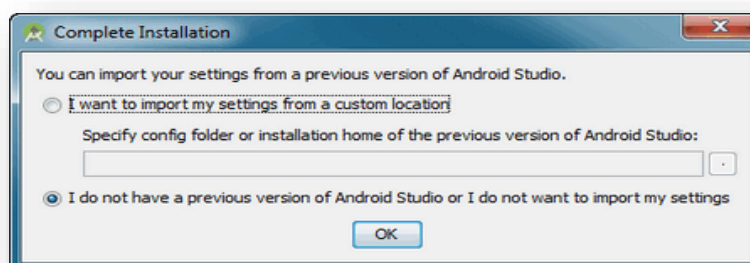 Complete Installation
You can import your settings from a previous version of Android Studio.
I want to import my settings from a custom location
Specify config folder or installation home of the previous version of Android Studio:
I do not have a previous version of Android Studio or I do not want to import my settings
OK